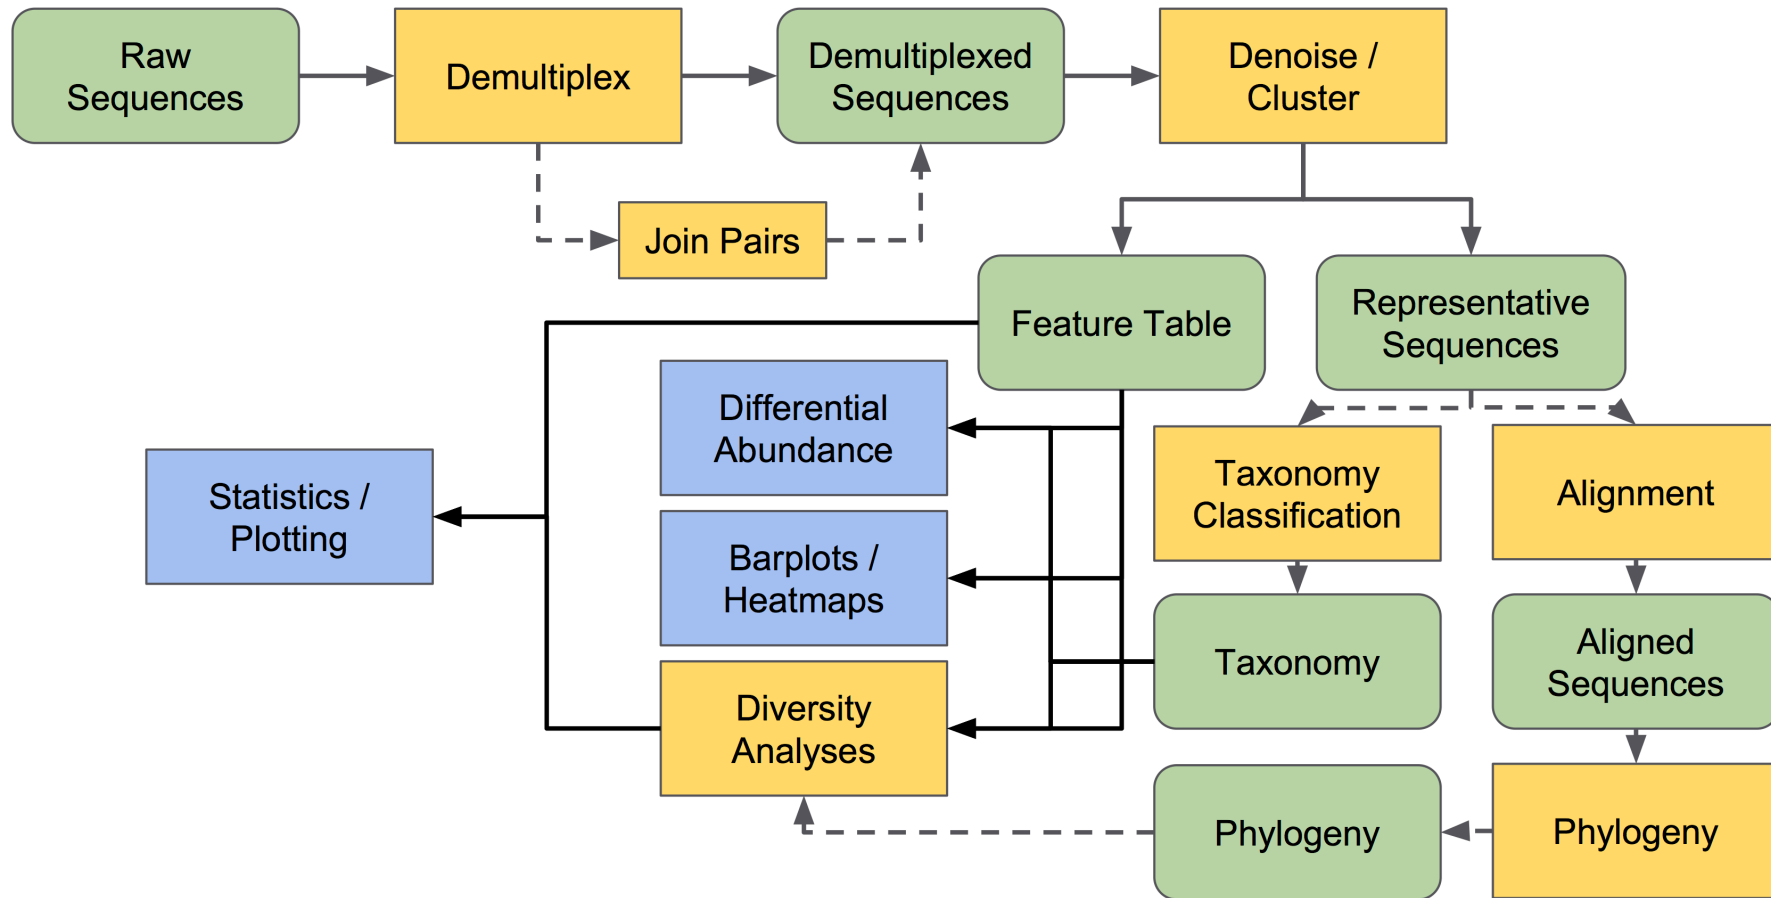 Raw
Sequences
Demultiplex
Demultiplexed
Sequences
Denoise /
Cluster
Join Pairs
Feature Table
Representative
Sequences
Differential
Abundance
Statistics /
Plotting
Taxonomy
Classification
Alignment
Barplots /
Heatmaps
Taxonomy
Aligned
Sequences
Diversity
Analyses
Phylogeny
Phylogeny